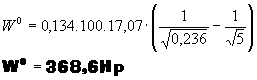 W⁰ = 0,134.100.17,07·(1/√0,236 − 1/√5)
W⁰ = 368,6Hp